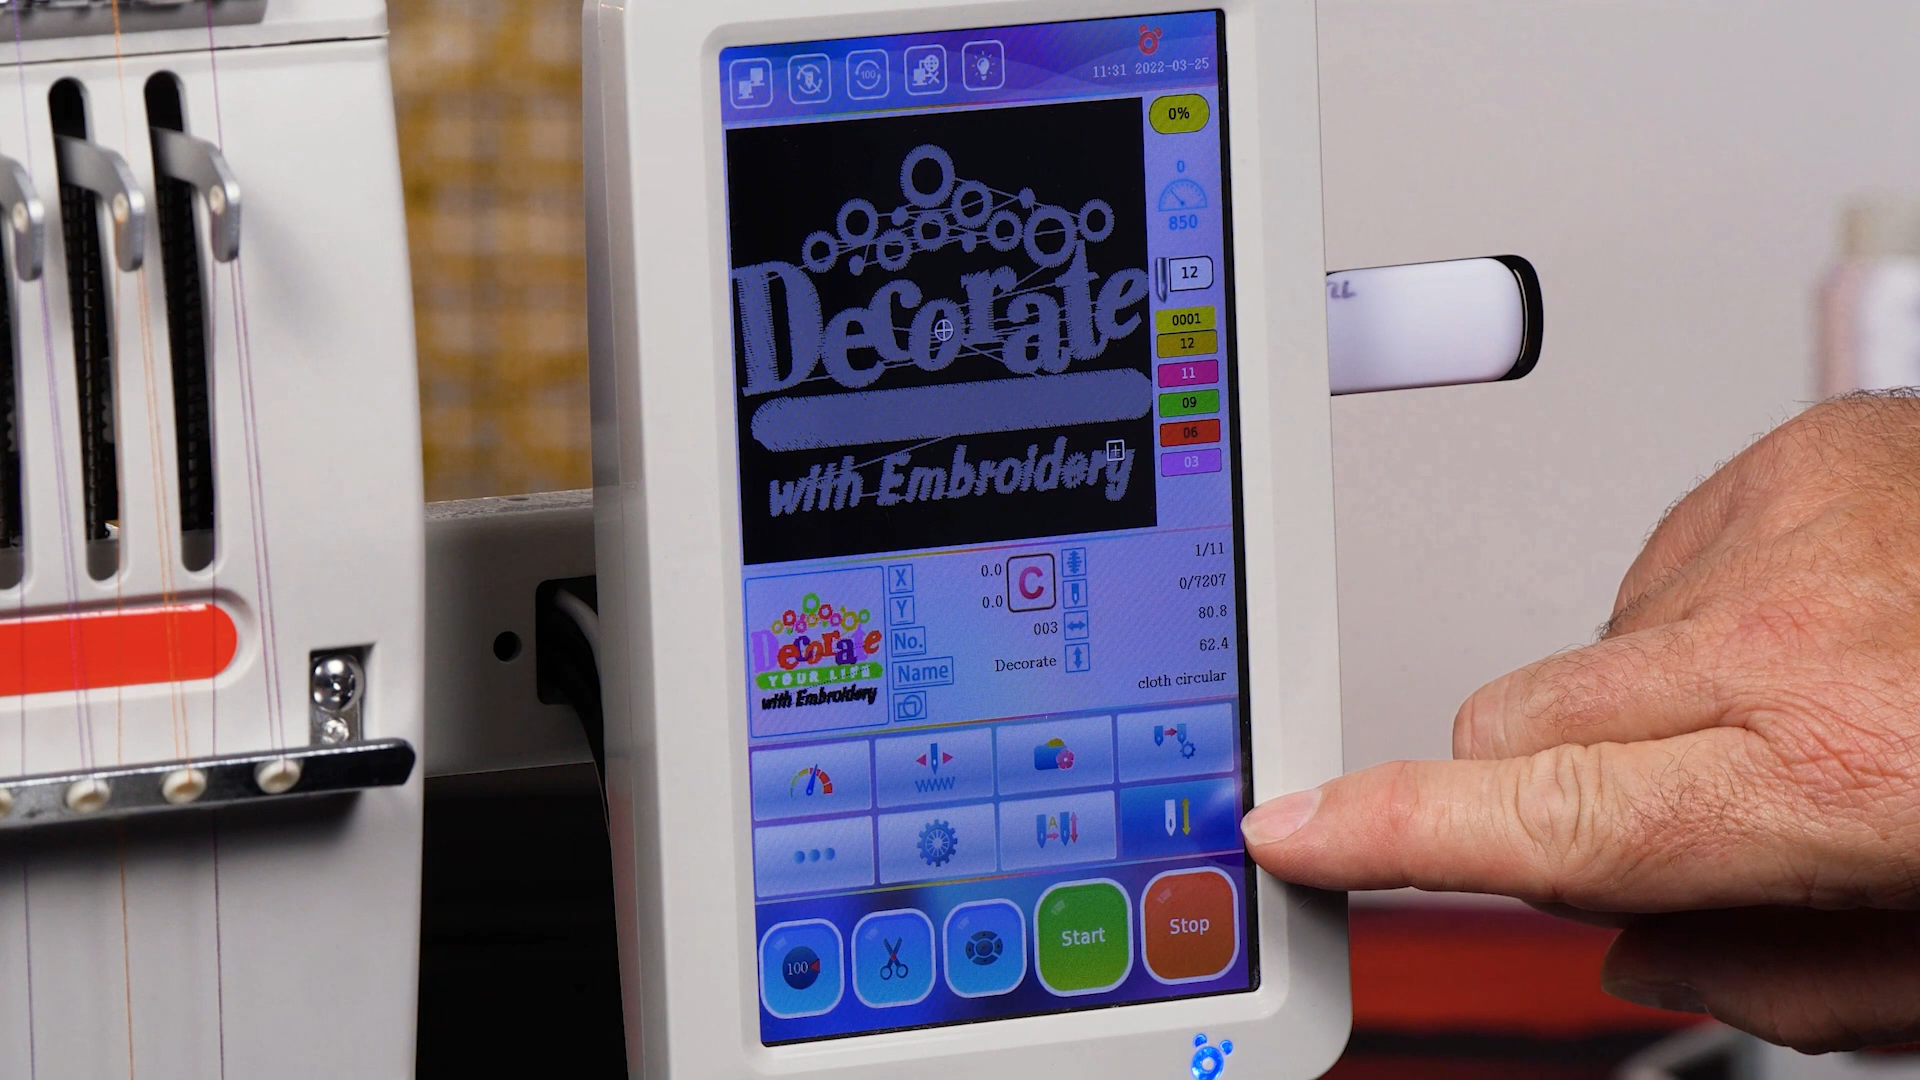 100
11:31 2022-03-25
0%
0
850
12
0001
12
11
09
06
03
Decorate
with Embroidery
Decorate
YOUR LIFE
with Embroidery
X 0.0
Y 0.0
No. 003
Name Decorate
C
1/11
0/7207
80.8
62.4
cloth circular
A
100
Start
Stop